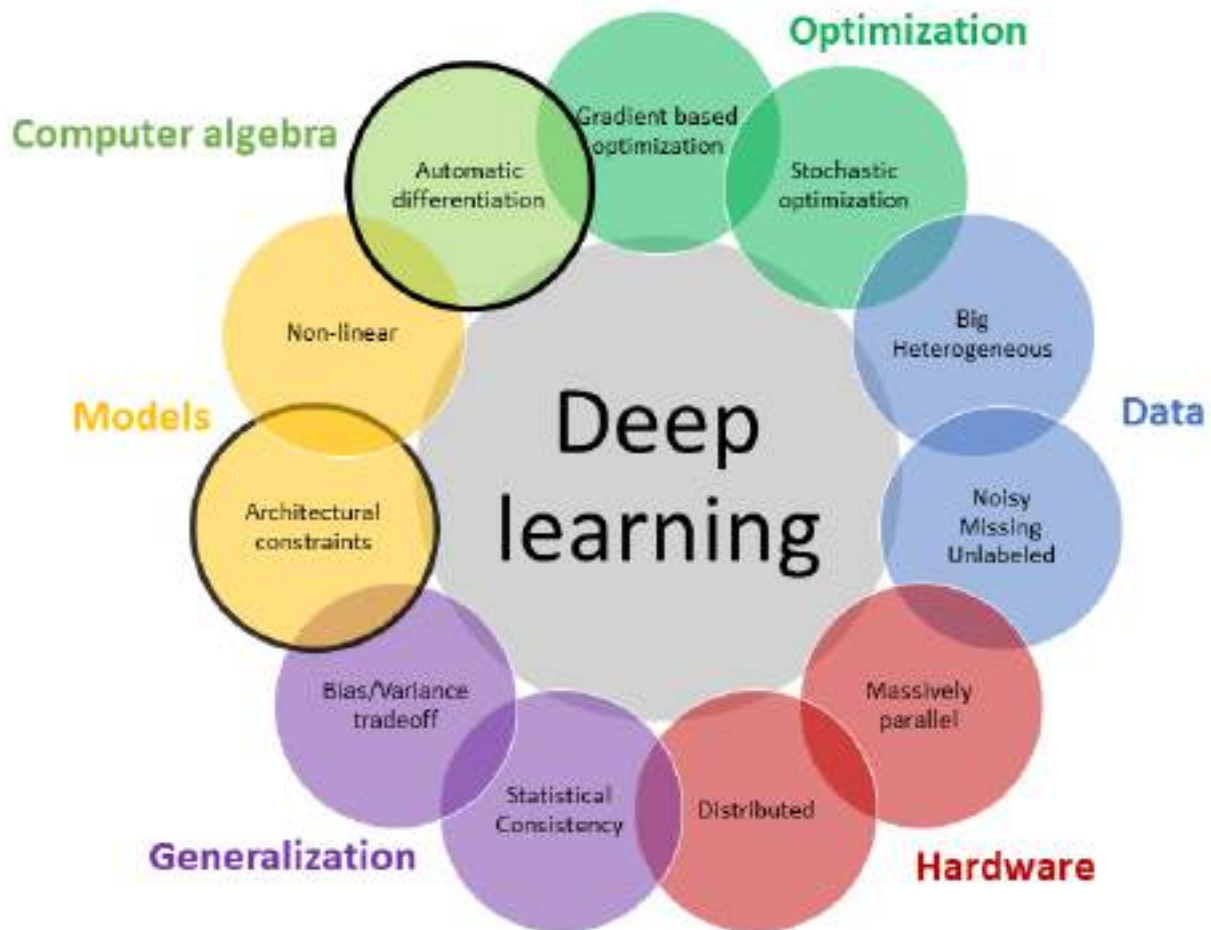 Optimization
Computer algebra
Gradient based
optimization
Automatic
differentiation
Stochastic
optimization
Non-linear
Big
Heterogeneous
Models
Deep
learning
Data
Architectural
constraints
Noisy
Missing
Unlabeled
Bias/Variance
tradeoff
Massively
parallel
Statistical
Consistency
Distributed
Generalization
Hardware